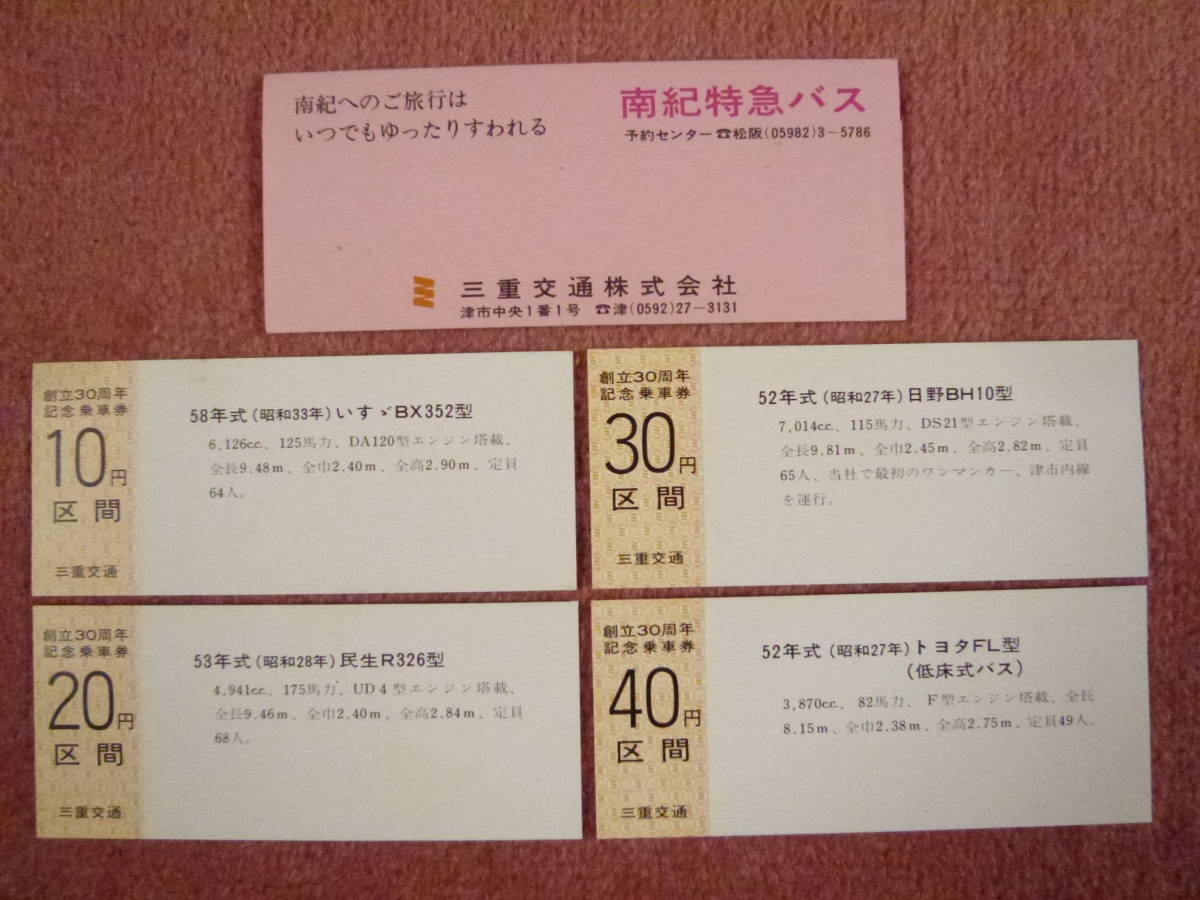 南紀へのご旅行は
いつでもゆったりすわれる
南紀特急バス
予約センター ☎松阪(05982)3-5786
三重交通株式会社
津市中央1番1号 ☎津(0592)27-3131
創立30周年
記念乗車券
10円
区間
三重交通
58年式(昭和33年)いすゞBX352型
6,126c.c.、125馬力、DA120型エンジン塔載、
全長9.48m、全巾2.40m、全高2.90m、定員
64人。
創立30周年
記念乗車券
30円
区間
三重交通
52年式(昭和27年)日野BH10型
7,014cc.、115馬力、DS21型エンジン塔載、
全長9.81m、全巾2.45m、全高2.82m、定員
65人、当社で最初のワンマンカー、津市内線
を運行。
創立30周年
記念乗車券
20円
区間
三重交通
53年式(昭和28年)民生R326型
4,941c.c.、175馬力、UD4型エンジン塔載、
全長9.46m、全巾2.40m、全高2.84m、定員
68人。
創立30周年
記念乗車券
40円
区間
三重交通
52年式(昭和27年)トヨタFL型
(低床式バス)
3,870c.c.、82馬力、F型エンジン塔載、全長
8.15m、全巾2.38m、全高2.75m、定員49人。